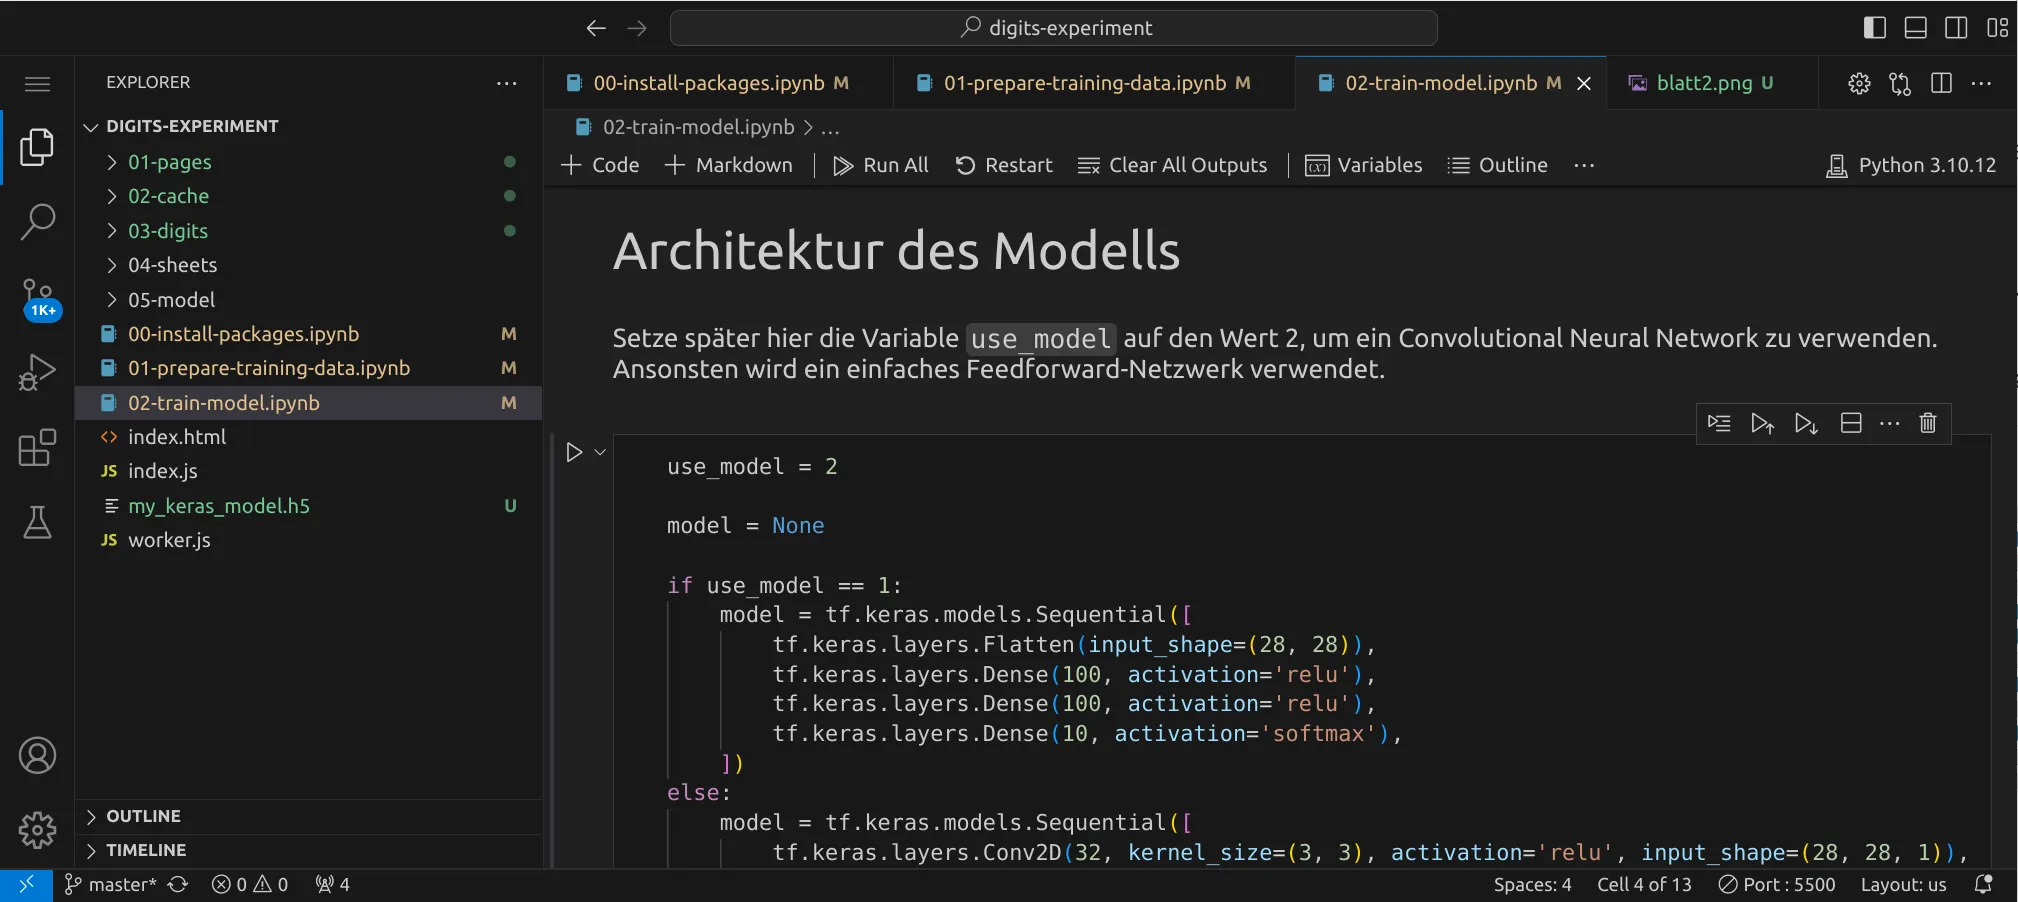 digits-experiment
EXPLORER
DIGITS-EXPERIMENT
01-pages
02-cache
03-digits
04-sheets
05-model
00-install-packages.ipynb M
01-prepare-training-data.ipynb M
02-train-model.ipynb M
index.html
JS index.js
my_keras_model.h5 U
JS worker.js
1K+
OUTLINE
TIMELINE
00-install-packages.ipynb M
01-prepare-training-data.ipynb M
02-train-model.ipynb M
blatt2.png U
02-train-model.ipynb > ...
Code Markdown Run All Restart Clear All Outputs Variables Outline ... Python 3.10.12
Architektur des Modells
Setze später hier die Variable use_model auf den Wert 2, um ein Convolutional Neural Network zu verwenden.
Ansonsten wird ein einfaches Feedforward-Netzwerk verwendet.
use_model = 2
model = None
if use_model == 1:
model = tf.keras.models.Sequential([
tf.keras.layers.Flatten(input_shape=(28, 28)),
tf.keras.layers.Dense(100, activation='relu'),
tf.keras.layers.Dense(100, activation='relu'),
tf.keras.layers.Dense(10, activation='softmax'),
])
else:
model = tf.keras.models.Sequential([
tf.keras.layers.Conv2D(32, kernel_size=(3, 3), activation='relu', input_shape=(28, 28, 1)),
master* 0 0 4 Spaces: 4 Cell 4 of 13 Port : 5500 Layout: us